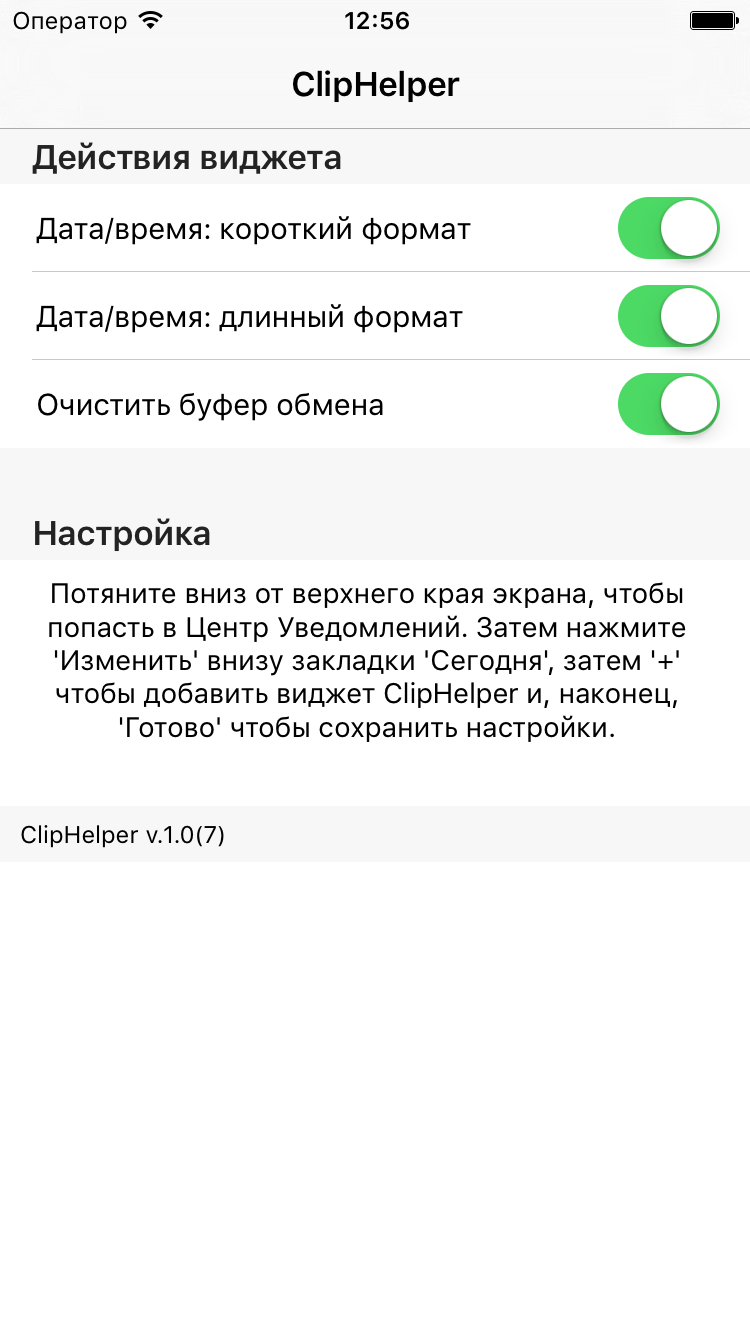 Оператор 12:56
ClipHelper
Действия виджета
Дата/время: короткий формат
Дата/время: длинный формат
Очистить буфер обмена
Настройка
Потяните вниз от верхнего края экрана, чтобы
попасть в Центр Уведомлений. Затем нажмите
'Изменить' внизу закладки 'Сегодня', затем '+'
чтобы добавить виджет ClipHelper и, наконец,
'Готово' чтобы сохранить настройки.
ClipHelper v.1.0(7)